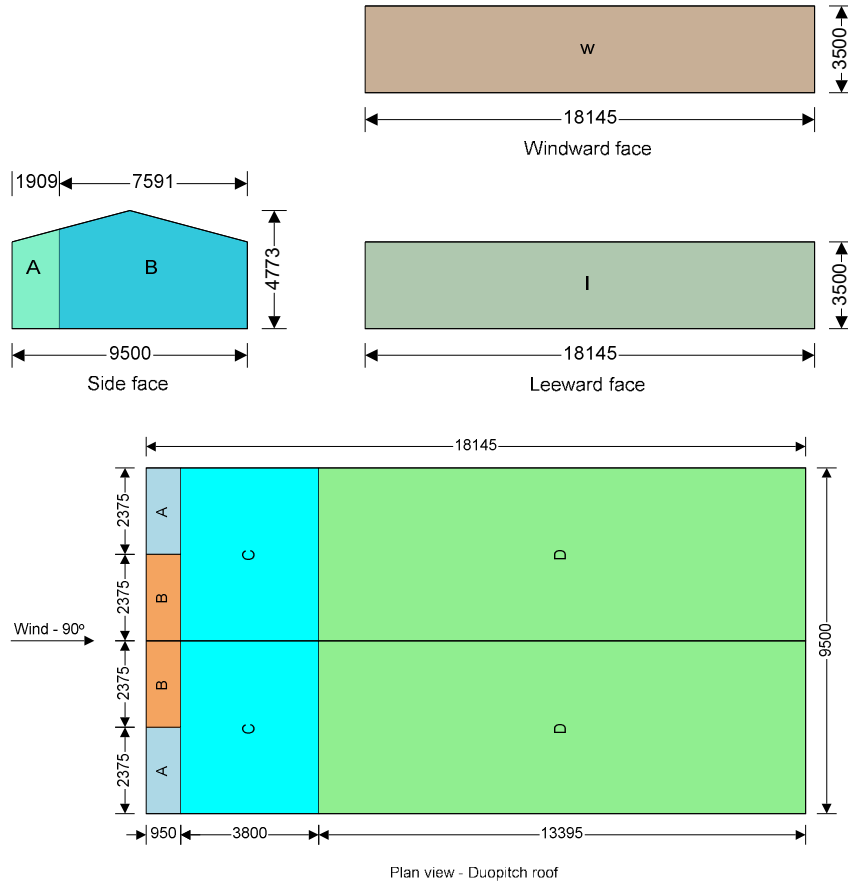 w
3500
18145
Windward face
1909
7591
A
B
4773
9500
Side face
l
3500
18145
Leeward face
18145
2375
A
C
D
2375
B
Wind - 90º
9500
2375
B
C
D
2375
A
950
3800
13395
Plan view - Duopitch roof